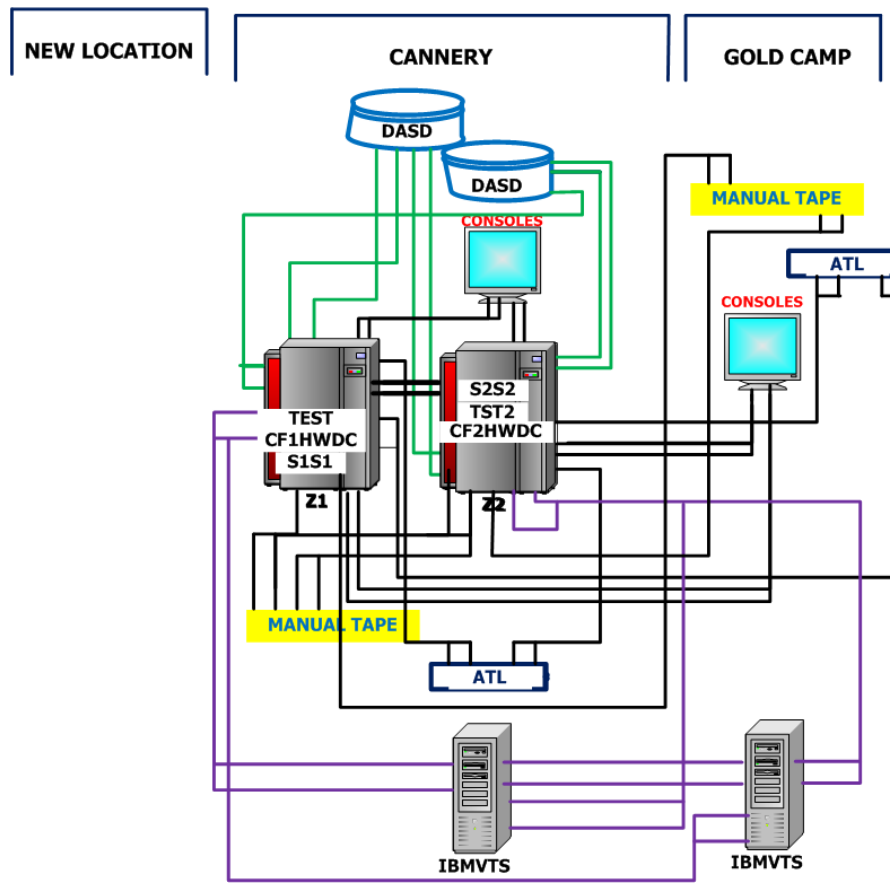 NEW LOCATION
CANNERY
GOLD CAMP
DASD
DASD
MANUAL TAPE
CONSOLES
ATL
CONSOLES
S2S2
TEST
TST2
CF1HWDC
CF2HWDC
S1S1
Z1
Z2
MANUAL TAPE
ATL
IBMVTS
IBMVTS